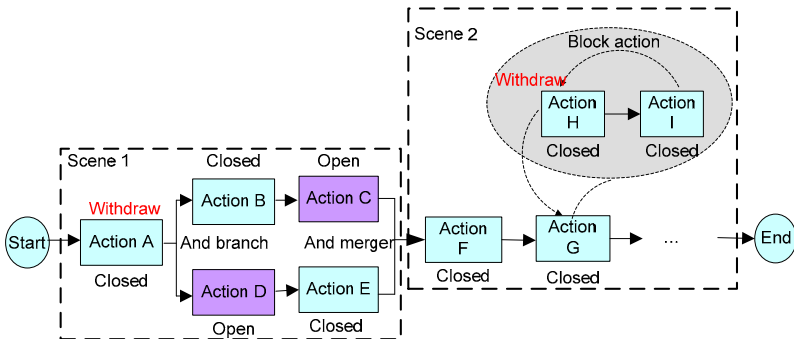 Scene 2
Block action
Withdraw
Action
H
Action
I
Closed
Closed
Scene 1
Closed
Open
Withdraw
Action B
Action C
Start
Action A
And branch
And merger
Closed
Action D
Action E
Open
Closed
Action
F
Closed
Action
G
Closed
...
End